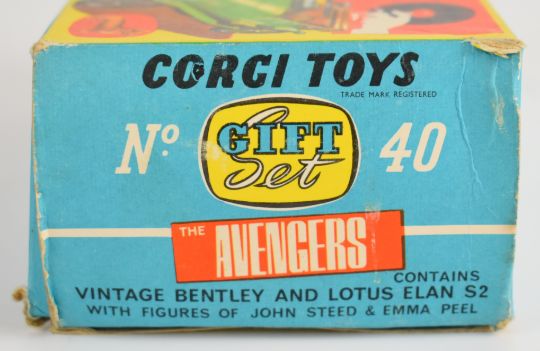 CORGI TOYS
TRADE MARK REGISTERED
Nº GIFT Set 40
THE AVENGERS
CONTAINS
VINTAGE BENTLEY AND LOTUS ELAN S2
WITH FIGURES OF JOHN STEED & EMMA PEEL